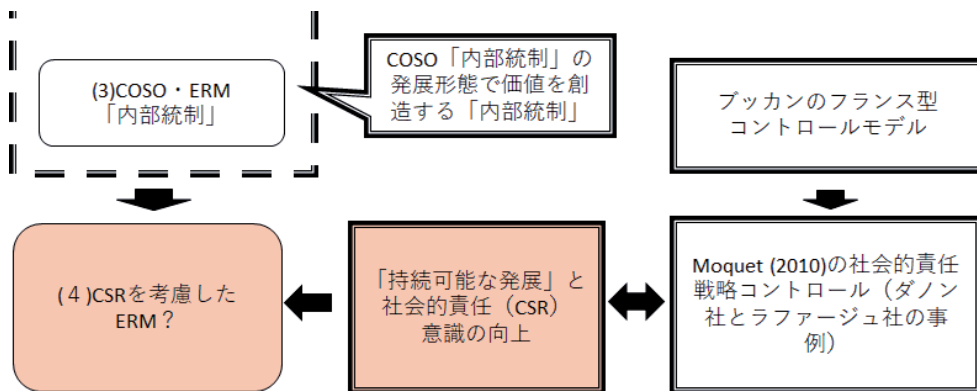 (3)COSO・ERM
「内部統制」
COSO「内部統制」の
発展形態で価値を創
造する「内部統制」
ブッカンのフランス型
コントロールモデル
(４)CSRを考慮した
ERM？
「持続可能な発展」と
社会的責任（CSR）
意識の向上
Moquet (2010)の社会的責任
戦略コントロール（ダノン
社とラファージュ社の事
例）